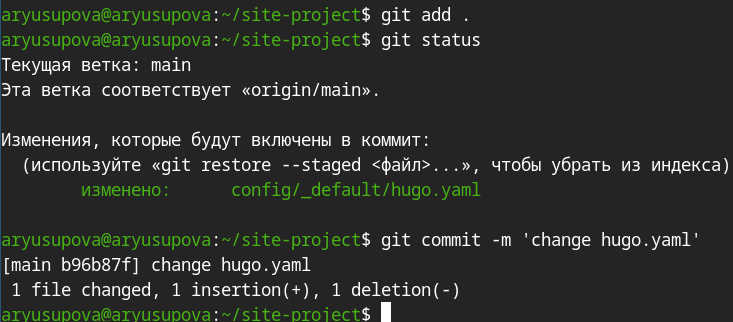 aryusupova@aryusupova:~/site-project$ git add .
aryusupova@aryusupova:~/site-project$ git status
Текущая ветка: main
Эта ветка соответствует «origin/main».
Изменения, которые будут включены в коммит:
(используйте «git restore --staged <файл>...», чтобы убрать из индекса)
изменено:      config/_default/hugo.yaml
aryusupova@aryusupova:~/site-project$ git commit -m 'change hugo.yaml'
[main b96b87f] change hugo.yaml
1 file changed, 1 insertion(+), 1 deletion(-)
aryusupova@aryusupova:~/site-project$